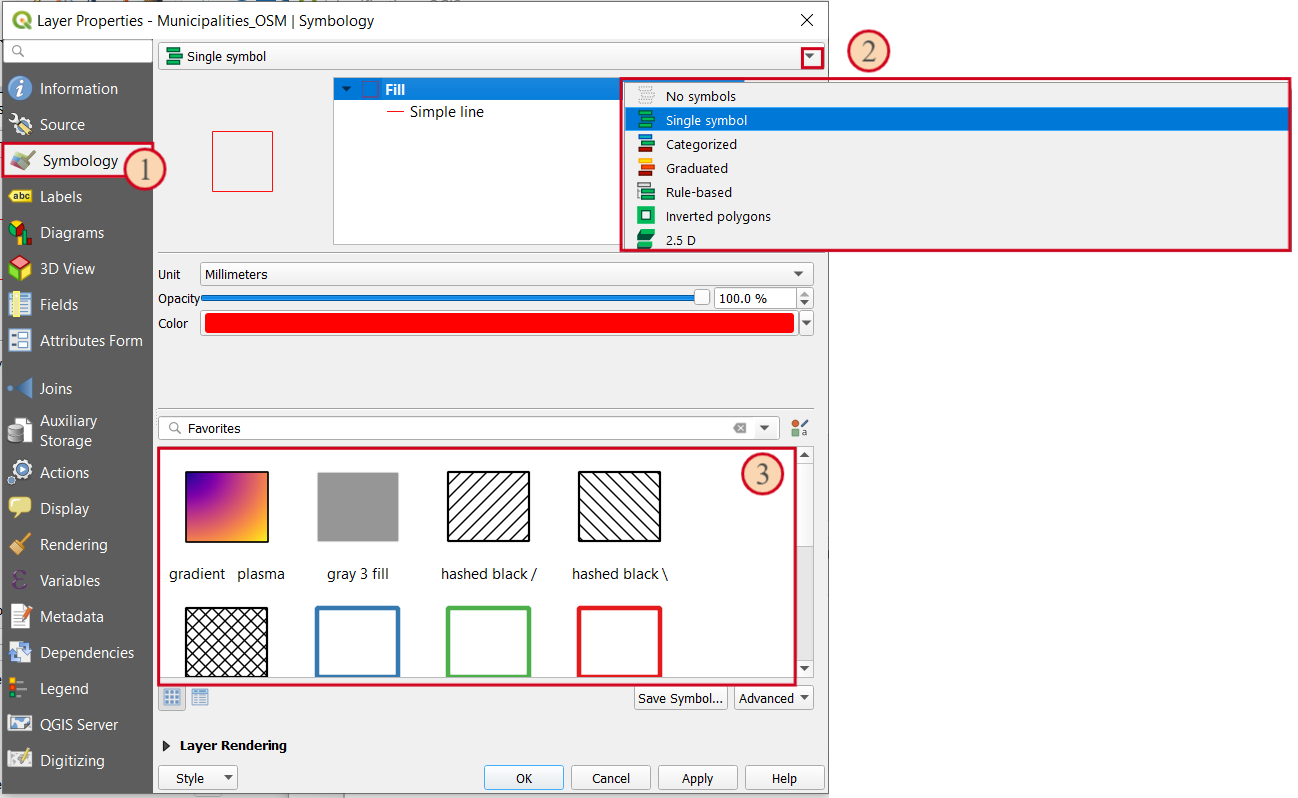 Layer Properties - Municipalities_OSM | Symbology
Information
Source
Symbology
Labels
abc
Diagrams
3D View
Fields
Attributes Form
Joins
Auxiliary
Storage
Actions
Display
Rendering
Variables
Metadata
Dependencies
Legend
QGIS Server
Digitizing
1
Single symbol
2
Fill
Simple line
No symbols
Single symbol
Categorized
Graduated
Rule-based
Inverted polygons
2.5 D
Unit Millimeters
Opacity 100.0 %
Color
Favorites
a
3
gradient plasma gray 3 fill hashed black / hashed black \
Save Symbol... Advanced
Layer Rendering
Style OK Cancel Apply Help